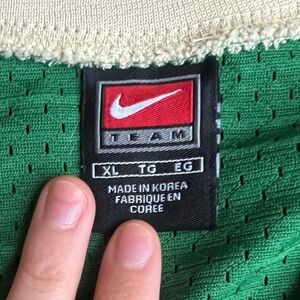 TEAM
XL TG EG
MADE IN KOREA
FABRIQUE EN
COREE